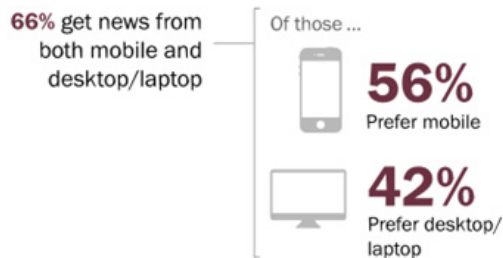 66% get news from
both mobile and
desktop/laptop
Of those ...
56%
Prefer mobile
42%
Prefer desktop/
laptop